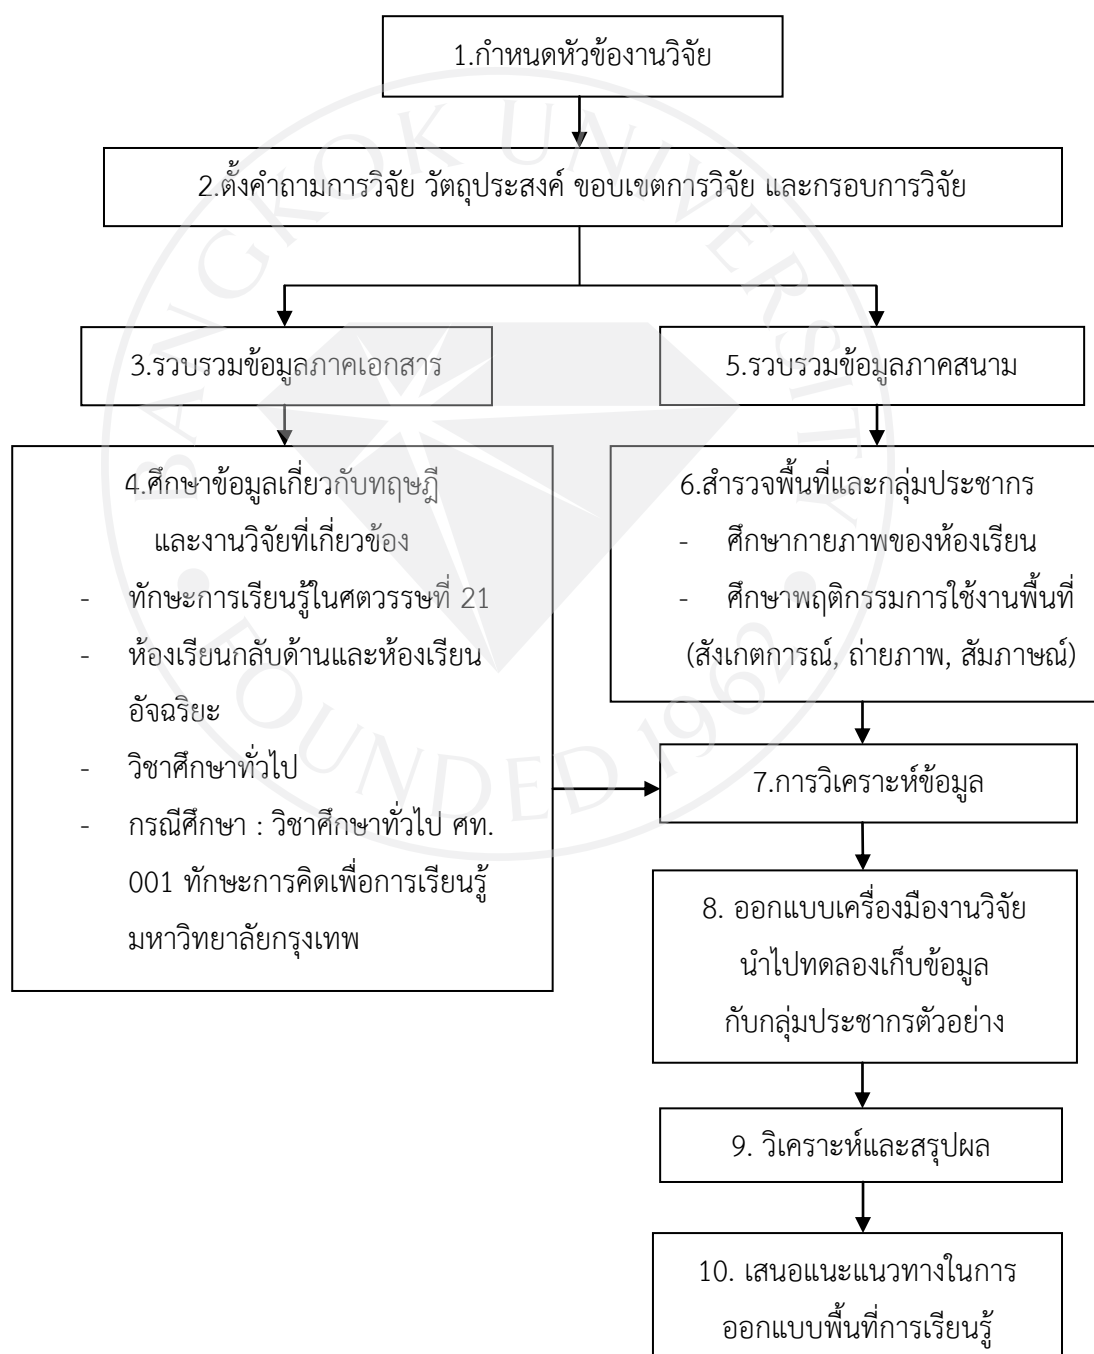 1.กำหนดหัวข้องานวิจัย
2.ตั้งคำถามการวิจัย วัตถุประสงค์ ขอบเขตการวิจัย และกรอบการวิจัย
3.รวบรวมข้อมูลภาคเอกสาร
4.ศึกษาข้อมูลเกี่ยวกับทฤษฎี
และงานวิจัยที่เกี่ยวข้อง
- ทักษะการเรียนรู้ในศตวรรษที่ 21
- ห้องเรียนกลับด้านและห้องเรียน
อัจฉริยะ
- วิชาศึกษาทั่วไป
- กรณีศึกษา : วิชาศึกษาทั่วไป ศท.
001 ทักษะการคิดเพื่อการเรียนรู้
มหาวิทยาลัยกรุงเทพ
5.รวบรวมข้อมูลภาคสนาม
6.สำรวจพื้นที่และกลุ่มประชากร
- ศึกษากายภาพของห้องเรียน
- ศึกษาพฤติกรรมการใช้งานพื้นที่
(สังเกตการณ์, ถ่ายภาพ, สัมภาษณ์)
7.การวิเคราะห์ข้อมูล
8. ออกแบบเครื่องมืองานวิจัย
นำไปทดลองเก็บข้อมูล
กับกลุ่มประชากรตัวอย่าง
9. วิเคราะห์และสรุปผล
10. เสนอแนะแนวทางในการ
ออกแบบพื้นที่การเรียนรู้
BANGKOK UNIVERSITY
FOUNDED 1962